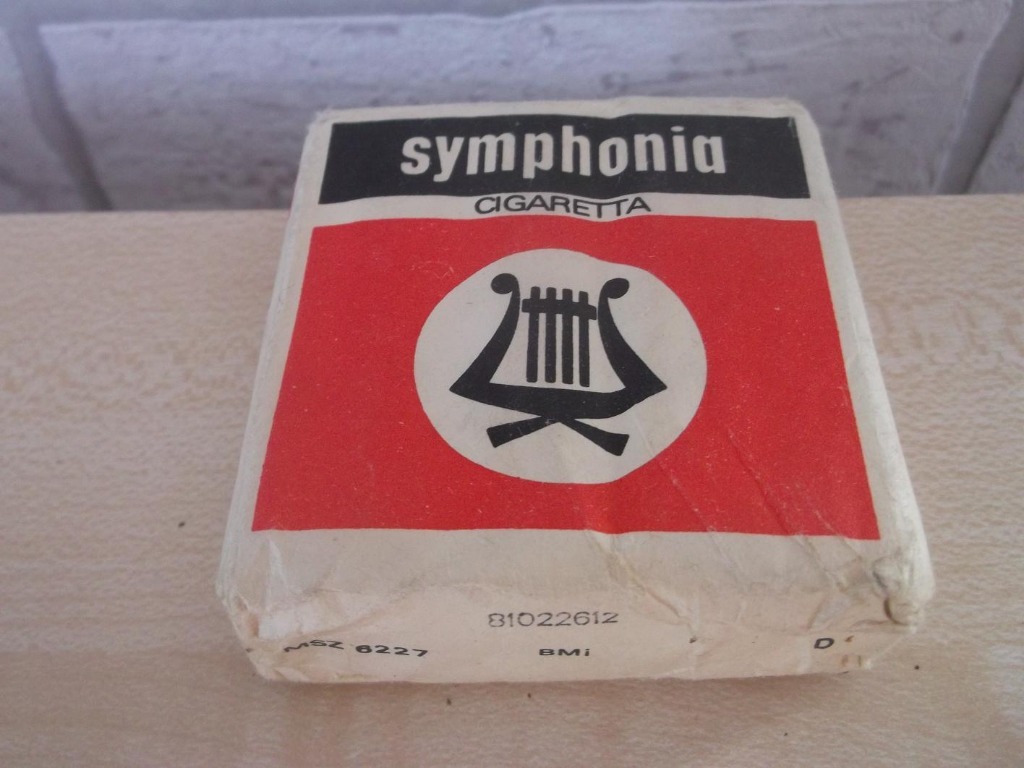 symphonia
CIGARETTA
81022612
MSZ 6227 BMi D